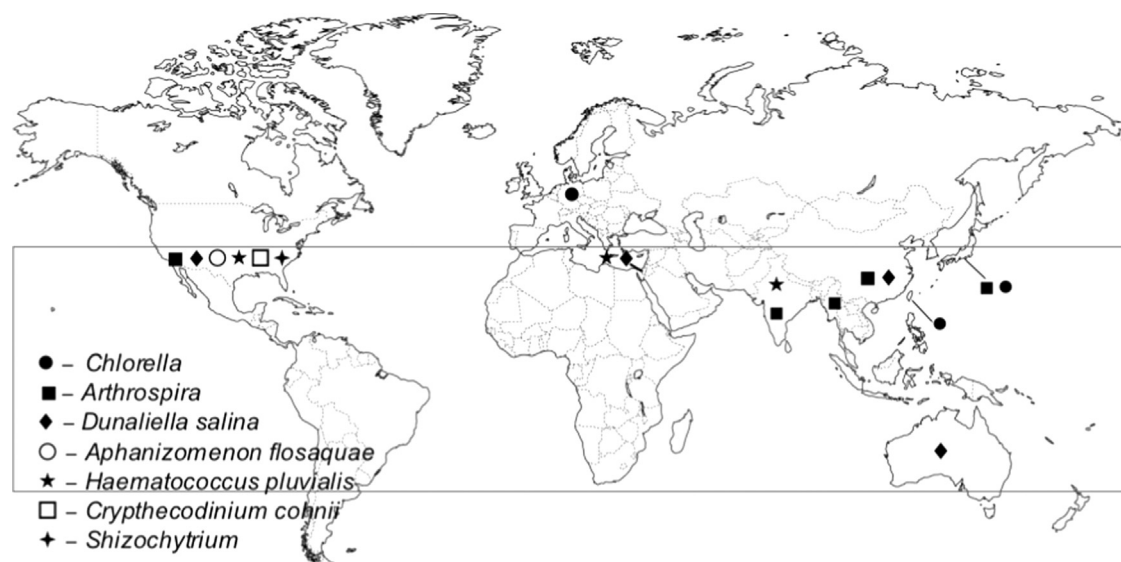 – Chlorella
– Arthrospira
– Dunaliella salina
– Aphanizomenon flosaquae
– Haematococcus pluvialis
– Crypthecodinium cohnii
– Shizochytrium